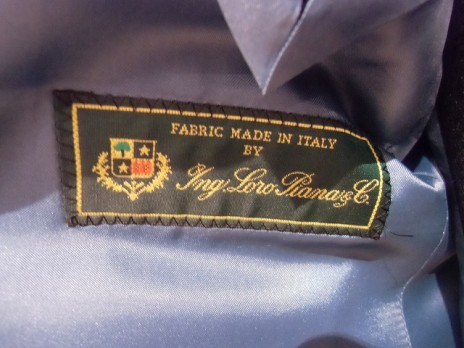 FABRIC MADE IN ITALY
BY
Ing. Loro Piana & C.